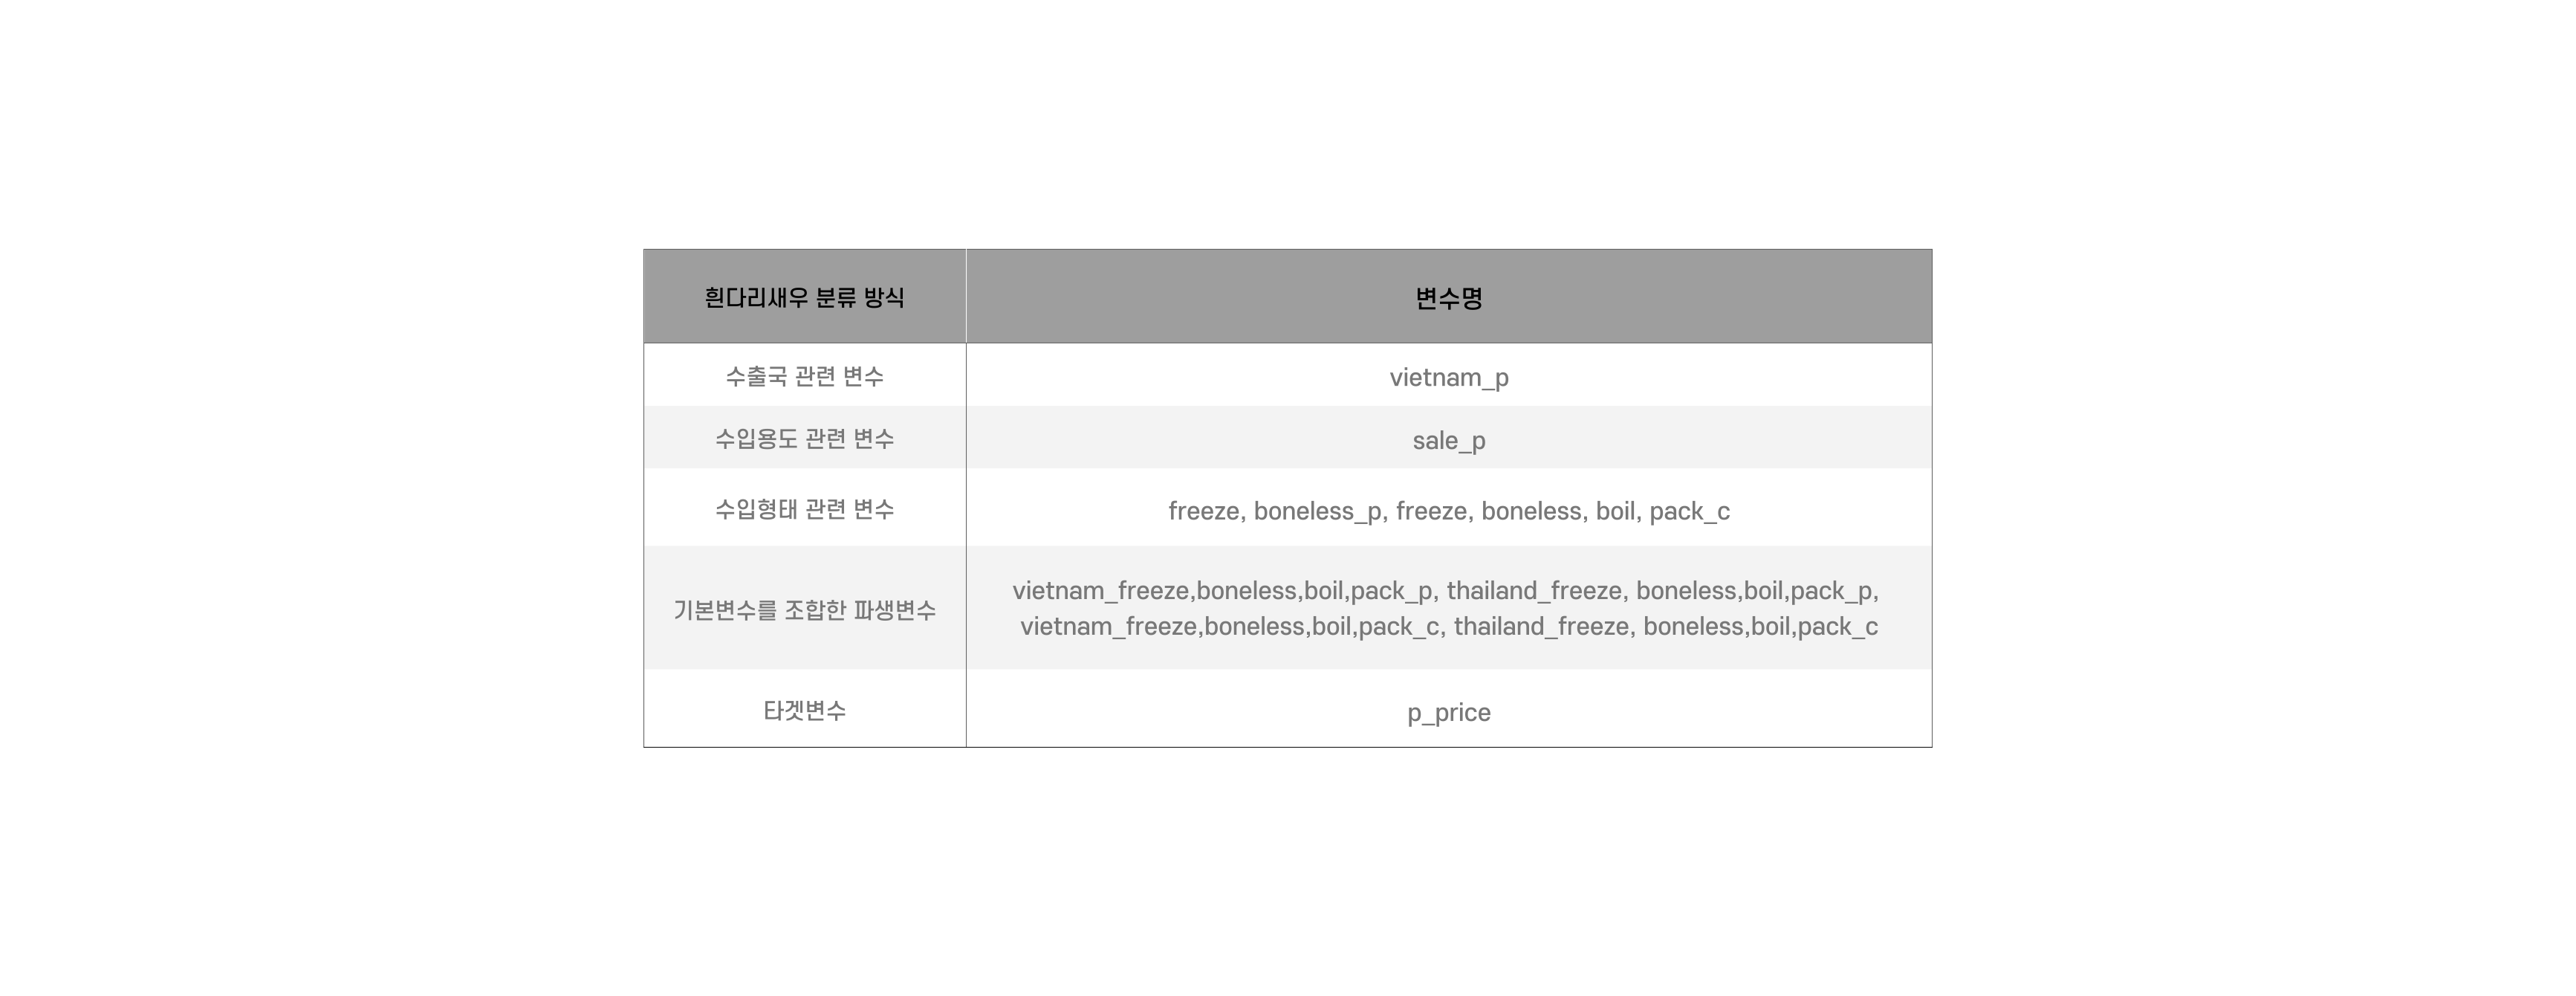 흰다리새우 분류 방식 변수명
수출국 관련 변수 vietnam_p
수입용도 관련 변수 sale_p
수입형태 관련 변수 freeze, boneless_p, freeze, boneless, boil, pack_c
기본변수를 조합한 파생변수
vietnam_freeze,boneless,boil,pack_p, thailand_freeze, boneless,boil,pack_p,
vietnam_freeze,boneless,boil,pack_c, thailand_freeze, boneless,boil,pack_c
타겟변수 p_price